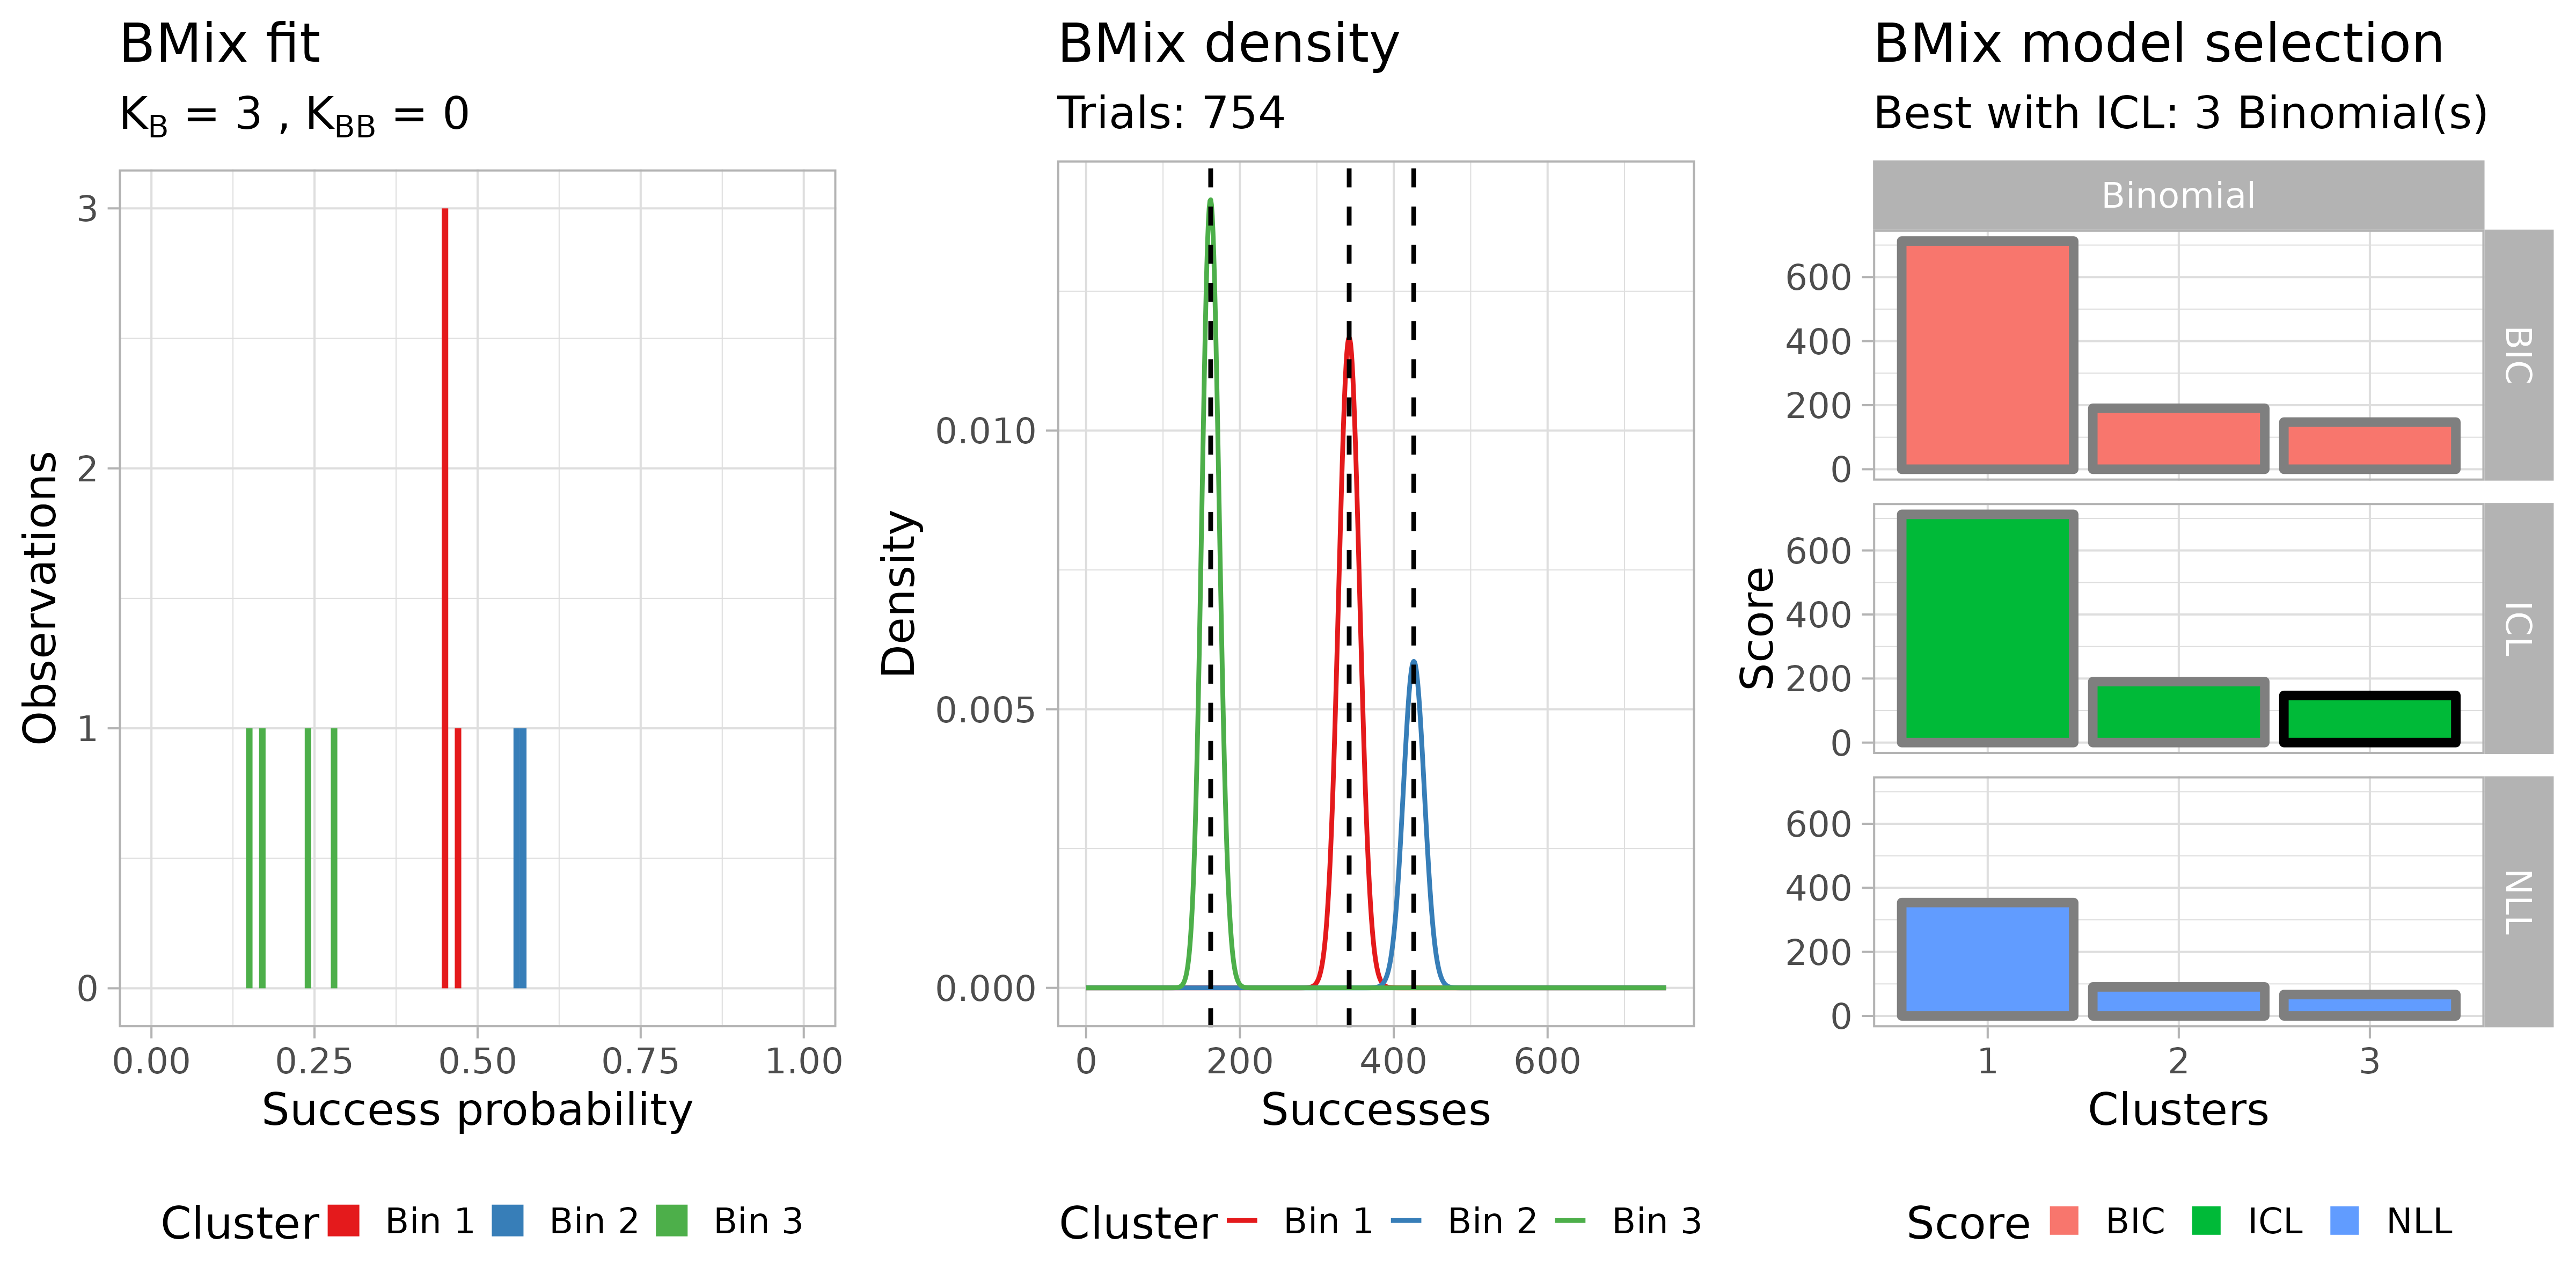 BMix fit
K_B = 3 , K_BB = 0
3
2
1
0
Observations
0.00 0.25 0.50 0.75 1.00
Success probability
Cluster Bin 1 Bin 2 Bin 3
BMix density
Trials: 754
0.010
0.005
0.000
Density
0 200 400 600
Successes
Cluster Bin 1 Bin 2 Bin 3
BMix model selection
Best with ICL: 3 Binomial(s)
Binomial
600
400
200
0
BIC
600
400
200
0
ICL
600
400
200
0
NLL
Score
1 2 3
Clusters
Score BIC ICL NLL